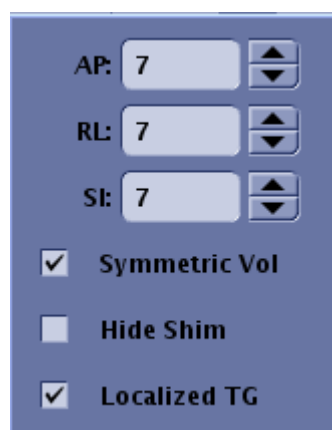 AP: 7
RL: 7
SI: 7
Symmetric Vol
Hide Shim
Localized TG